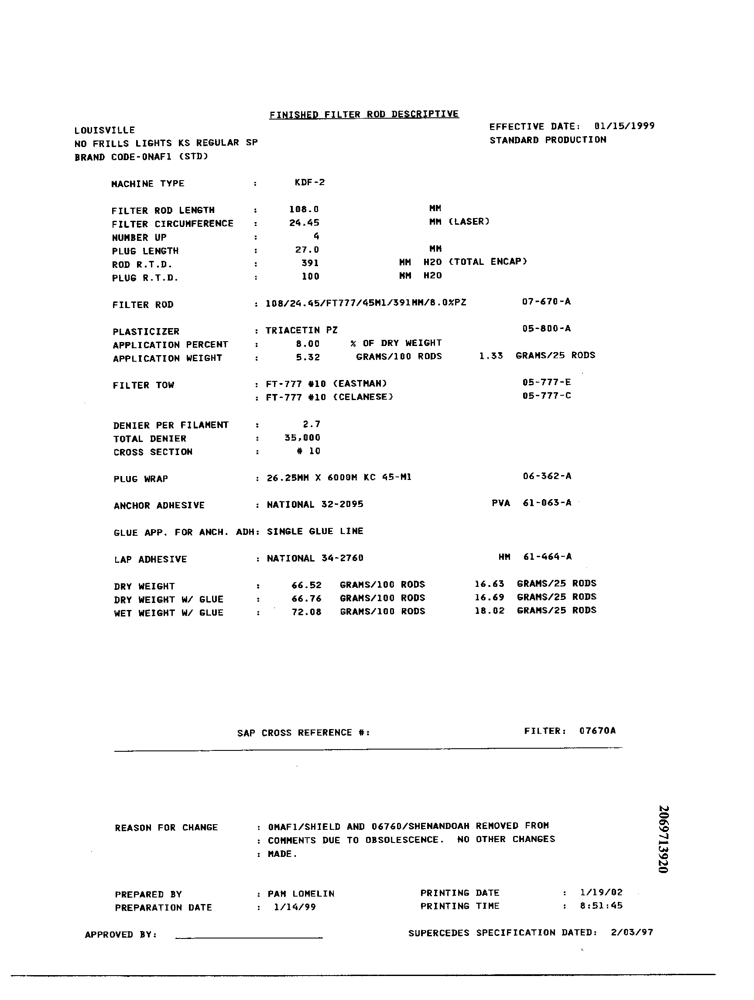 FINISHED FILTER ROD DESCRIPTIVE
LOUISVILLE EFFECTIVE DATE: 01/15/1999
NO FRILLS LIGHTS KS REGULAR SP STANDARD PRODUCTION
BRAND CODE-0NAF1 (STD)
MACHINE TYPE : KDF-2
FILTER ROD LENGTH : 108.0 MM
FILTER CIRCUMFERENCE : 24.45 MM (LASER)
NUMBER UP : 4
PLUG LENGTH : 27.0 MM
ROD R.T.D. : 391 MM H2O (TOTAL ENCAP)
PLUG R.T.D. : 100 MM H2O
FILTER ROD : 108/24.45/FT777/45M1/391MM/8.0%PZ 07-670-A
PLASTICIZER : TRIACETIN PZ 05-800-A
APPLICATION PERCENT : 8.00 % OF DRY WEIGHT
APPLICATION WEIGHT : 5.32 GRAMS/100 RODS 1.33 GRAMS/25 RODS
FILTER TOW : FT-777 #10 (EASTMAN) 05-777-E
: FT-777 #10 (CELANESE) 05-777-C
DENIER PER FILAMENT : 2.7
TOTAL DENIER : 35,000
CROSS SECTION : # 10
PLUG WRAP : 26.25MM X 6000M KC 45-M1 06-362-A
ANCHOR ADHESIVE : NATIONAL 32-2095 PVA 61-063-A
GLUE APP. FOR ANCH. ADH: SINGLE GLUE LINE
LAP ADHESIVE : NATIONAL 34-2760 HM 61-464-A
DRY WEIGHT : 66.52 GRAMS/100 RODS 16.63 GRAMS/25 RODS
DRY WEIGHT W/ GLUE : 66.76 GRAMS/100 RODS 16.69 GRAMS/25 RODS
WET WEIGHT W/ GLUE : 72.08 GRAMS/100 RODS 18.02 GRAMS/25 RODS
SAP CROSS REFERENCE #: FILTER: 07670A
REASON FOR CHANGE : 0MAF1/SHIELD AND 06760/SHENANDOAH REMOVED FROM
: COMMENTS DUE TO OBSOLESCENCE. NO OTHER CHANGES
: MADE.
2069713920
PREPARED BY : PAM LOMELIN PRINTING DATE : 1/19/02
PREPARATION DATE : 1/14/99 PRINTING TIME : 8:51:45
APPROVED BY: SUPERCEDES SPECIFICATION DATED: 2/03/97